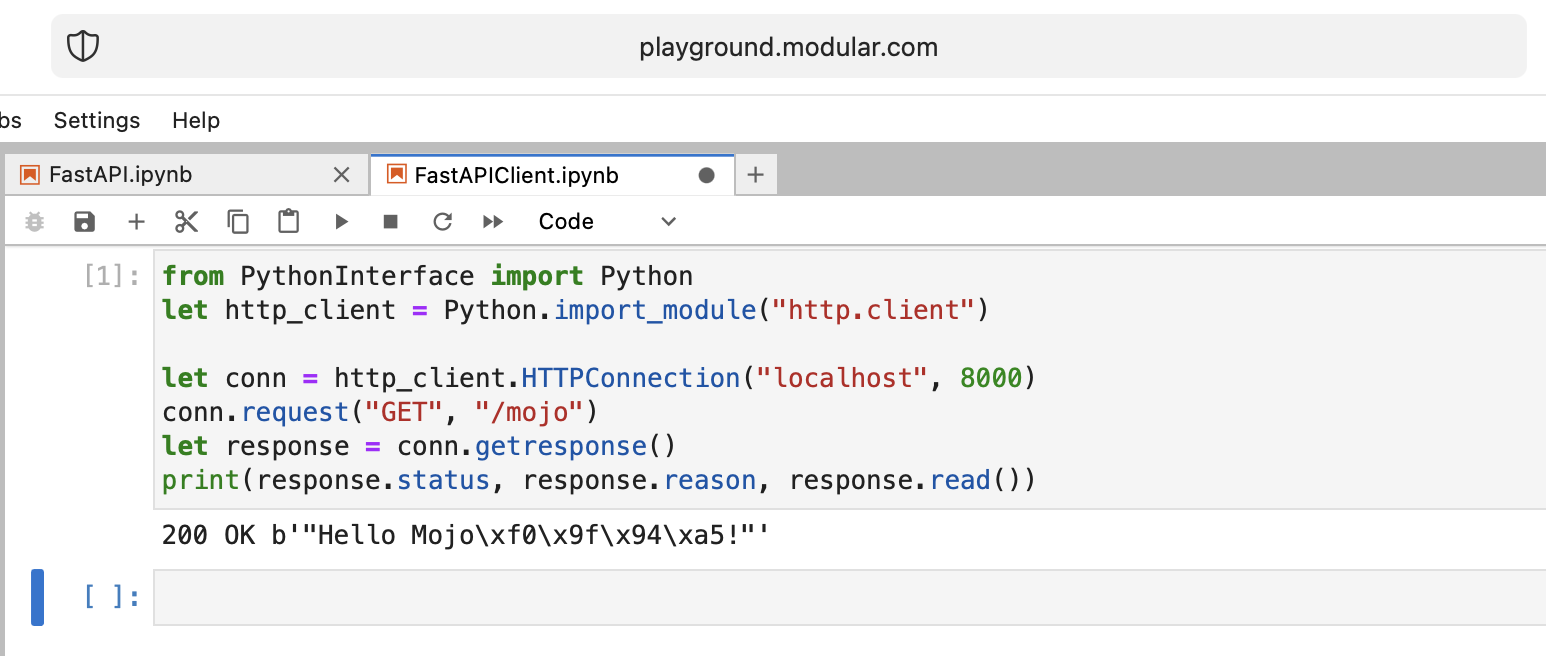 playground.modular.com
bs Settings Help
FastAPI.ipynb FastAPIClient.ipynb
Code
[1]: from PythonInterface import Python
let http_client = Python.import_module("http.client")
let conn = http_client.HTTPConnection("localhost", 8000)
conn.request("GET", "/mojo")
let response = conn.getresponse()
print(response.status, response.reason, response.read())
200 OK b'"Hello Mojo\xf0\x9f\x94\xa5!"'
[ ]: